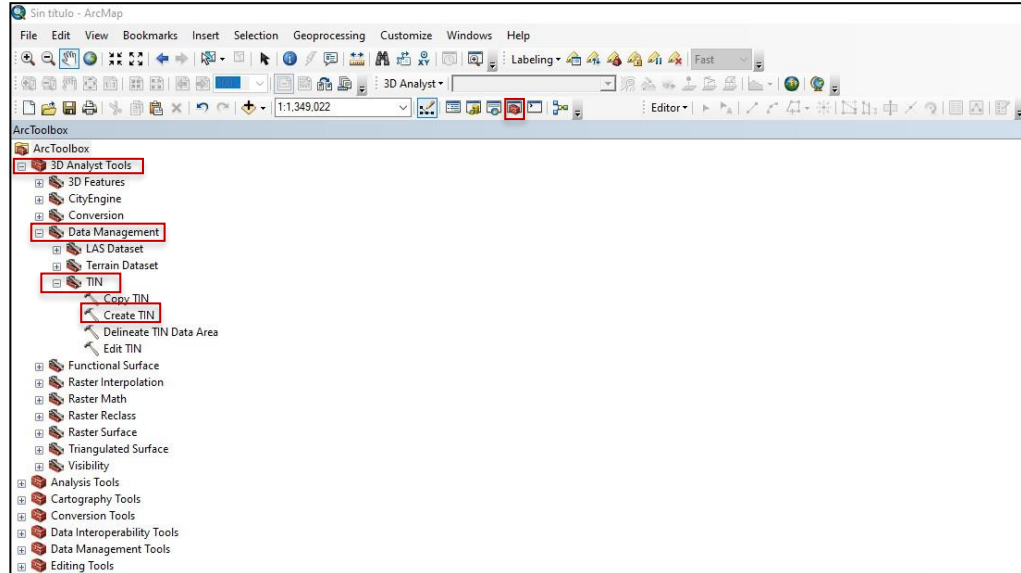 Sin título - ArcMap
File Edit View Bookmarks Insert Selection Geoprocessing Customize Windows Help
Labeling Fast
3D Analyst
1:1,349,022 Editor
ArcToolbox
ArcToolbox
3D Analyst Tools
3D Features
CityEngine
Conversion
Data Management
LAS Dataset
Terrain Dataset
TIN
Copy TIN
Create TIN
Delineate TIN Data Area
Edit TIN
Functional Surface
Raster Interpolation
Raster Math
Raster Reclass
Raster Surface
Triangulated Surface
Visibility
Analysis Tools
Cartography Tools
Conversion Tools
Data Interoperability Tools
Data Management Tools
Editing Tools